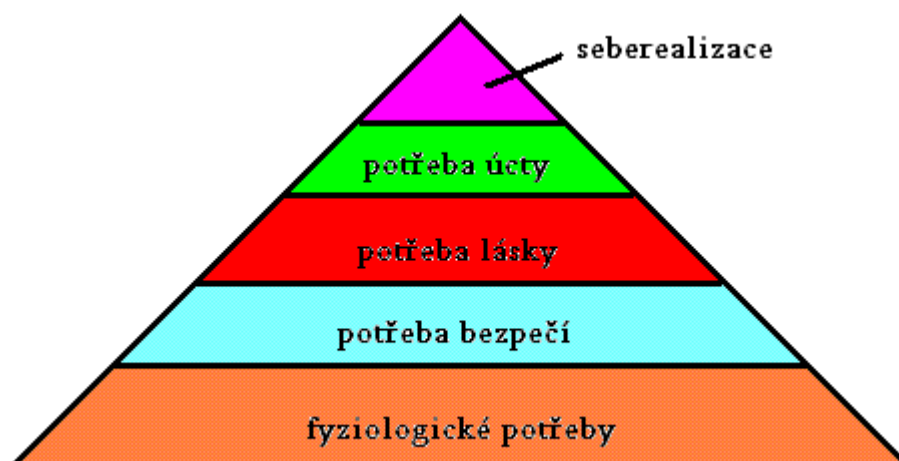 seberealizace
potřeba úcty
potřeba lásky
potřeba bezpečí
fyziologické potřeby